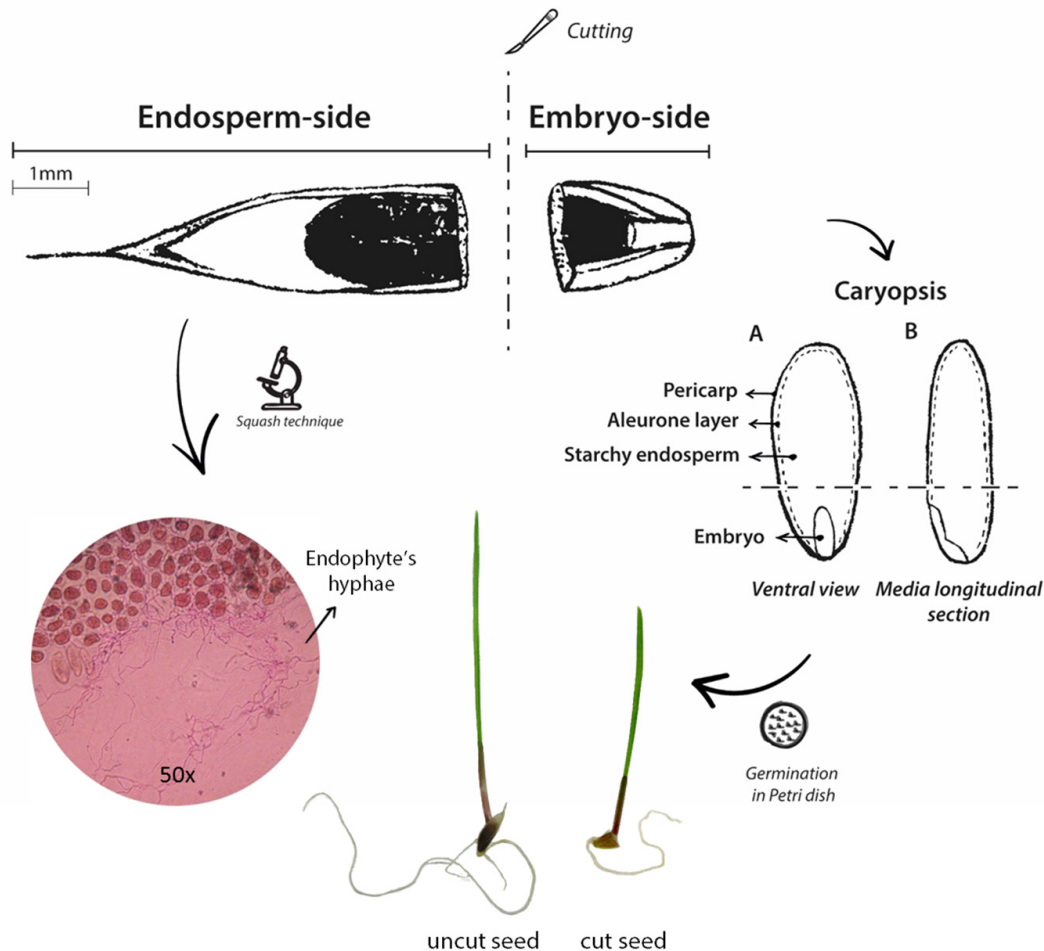 Cutting
Endosperm-side
Embryo-side
1mm
Caryopsis
A
B
Pericarp
Aleurone layer
Starchy endosperm
Embryo
Ventral view
Media longitudinal
section
Squash technique
Endophyte's
hyphae
50x
Germination
in Petri dish
uncut seed
cut seed